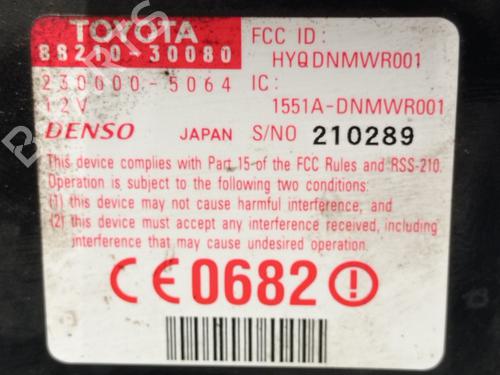 TOYOTA
88210-30080
FCC ID:
HYQDNMWR001
230000-5064
IC:
12V
1551A-DNMWR001
DENSO JAPAN S/NO 210289
This device complies with Part 15 of the FCC Rules and RSS-210.
Operation is subject to the following two conditions:
(1) this device may not cause harmful interference, and
(2) this device must accept any interference received, including
interference that may cause undesired operation.
CE0682